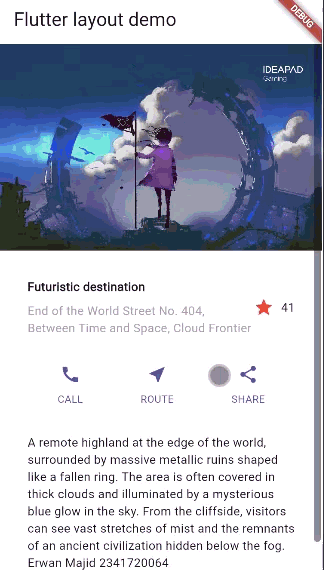 Flutter layout demo
DEBUG
IDEAPAD
Gaming
Futuristic destination
End of the World Street No. 404,
Between Time and Space, Cloud Frontier
41
CALL
ROUTE
SHARE
A remote highland at the edge of the world,
surrounded by massive metallic ruins shaped
like a fallen ring. The area is often covered in
thick clouds and illuminated by a mysterious
blue glow in the sky. From the cliffside, visitors
can see vast stretches of mist and the remnants
of an ancient civilization hidden below the fog.
Erwan Majid 2341720064